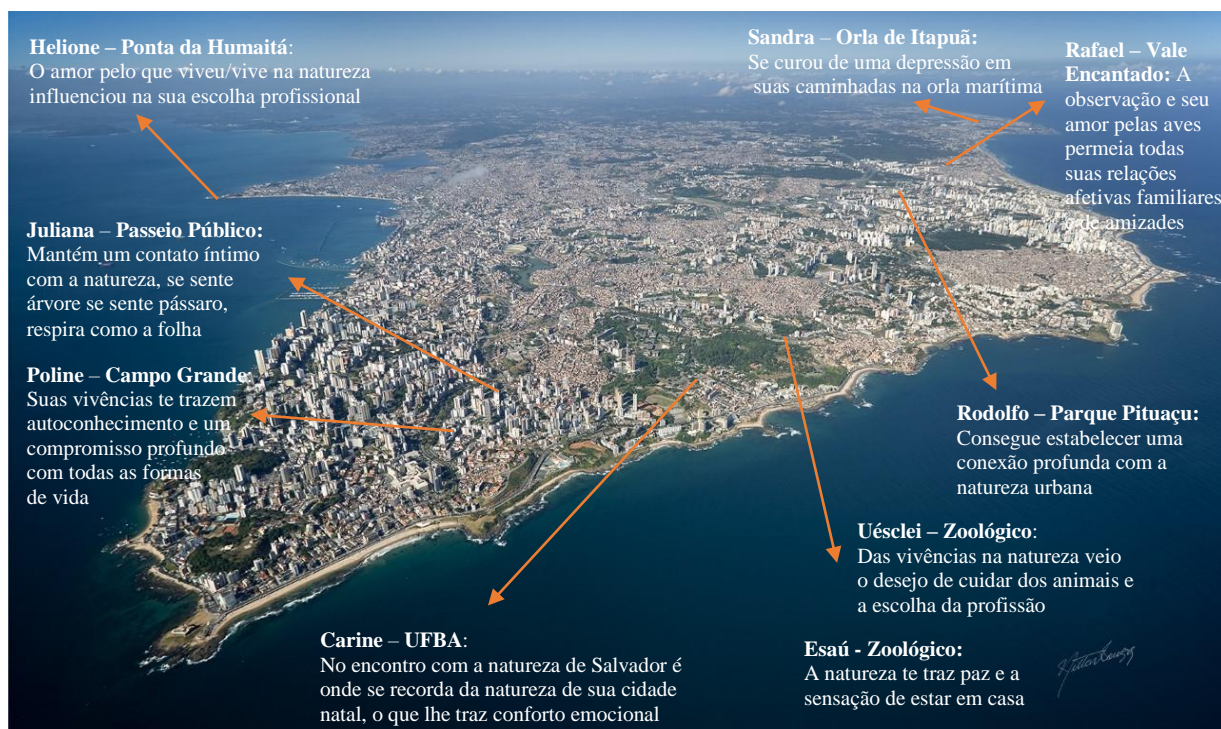 Helione – Ponta da Humaitá:
O amor pelo que viveu/vive na natureza
influenciou na sua escolha profissional
Sandra – Orla de Itapuã:
Se curou de uma depressão em
suas caminhadas na orla marítima
Rafael – Vale
Encantado: A
observação e seu
amor pelas aves
permeia todas
suas relações
afetivas familiares
e de amizades
Juliana – Passeio Público:
Mantém um contato íntimo
com a natureza, se sente
árvore se sente pássaro,
respira como a folha
Poline – Campo Grande:
Suas vivências te trazem
autoconhecimento e um
compromisso profundo
com todas as formas
de vida
Rodolfo – Parque Pituaçu:
Consegue estabelecer uma
conexão profunda com a
natureza urbana
Uésclei – Zoológico:
Das vivências na natureza veio
o desejo de cuidar dos animais e
a escolha da profissão
Carine – UFBA:
No encontro com a natureza de Salvador é
onde se recorda da natureza de sua cidade
natal, o que lhe traz conforto emocional
Esaú - Zoológico:
A natureza te traz paz e a
sensação de estar em casa